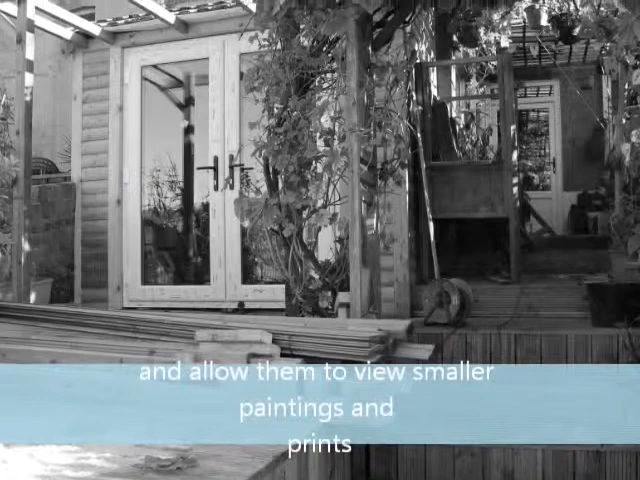 and allow them to view smaller
paintings and
prints